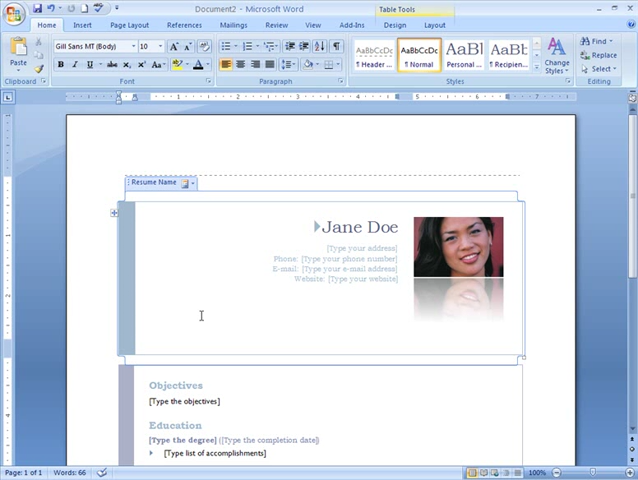 Document2 - Microsoft Word
Table Tools
Home Insert Page Layout References Mailings Review View Add-Ins Design Layout
Paste
Gill Sans MT (Body) 10
AaBbCcDc AaBbCcDc AaBl AaBb
¶ Header ... ¶ Normal Personal ... ¶ Recipien...
Change
Styles
Find
Replace
Select
Clipboard Font Paragraph Styles Editing
Resume Name
Jane Doe
[Type your address]
Phone: [Type your phone number]
E-mail: [Type your e-mail address]
Website: [Type your website]
Objectives
[Type the objectives]
Education
[Type the degree] ([Type the completion date])
[Type list of accomplishments]
Page: 1 of 1 Words: 66 100%